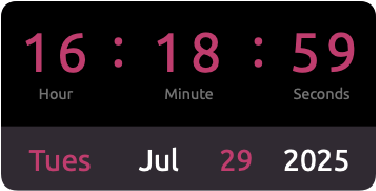 16 : 18 : 59
Hour Minute Seconds
Tues Jul 29 2025